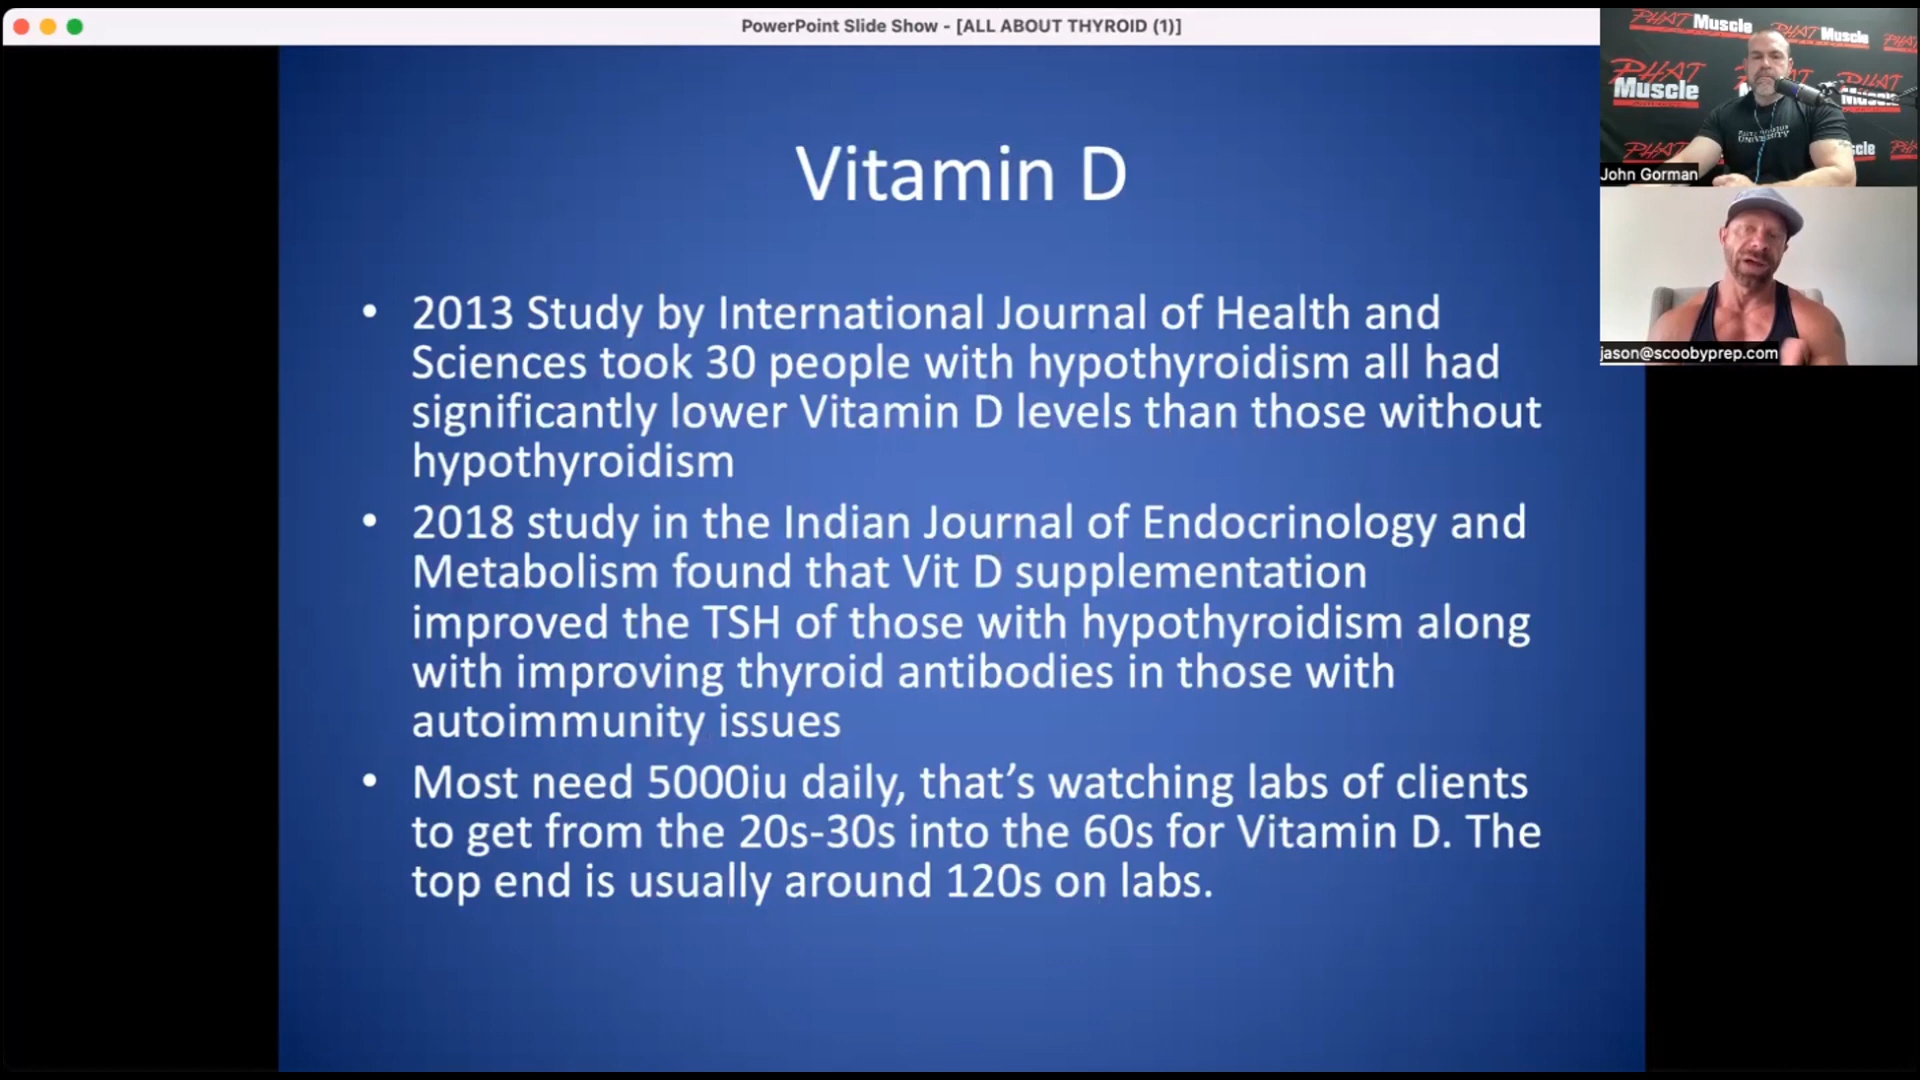 PowerPoint Slide Show - [ALL ABOUT THYROID (1)]
Vitamin D
• 2013 Study by International Journal of Health and
Sciences took 30 people with hypothyroidism all had
significantly lower Vitamin D levels than those without
hypothyroidism
• 2018 study in the Indian Journal of Endocrinology and
Metabolism found that Vit D supplementation
improved the TSH of those with hypothyroidism along
with improving thyroid antibodies in those with
autoimmunity issues
• Most need 5000iu daily, that’s watching labs of clients
to get from the 20s-30s into the 60s for Vitamin D. The
top end is usually around 120s on labs.
PHAT Muscle
PHAT Muscle
PHAT
Muscle
UNIVERSITY
John Gorman
jason@scoobyprep.com